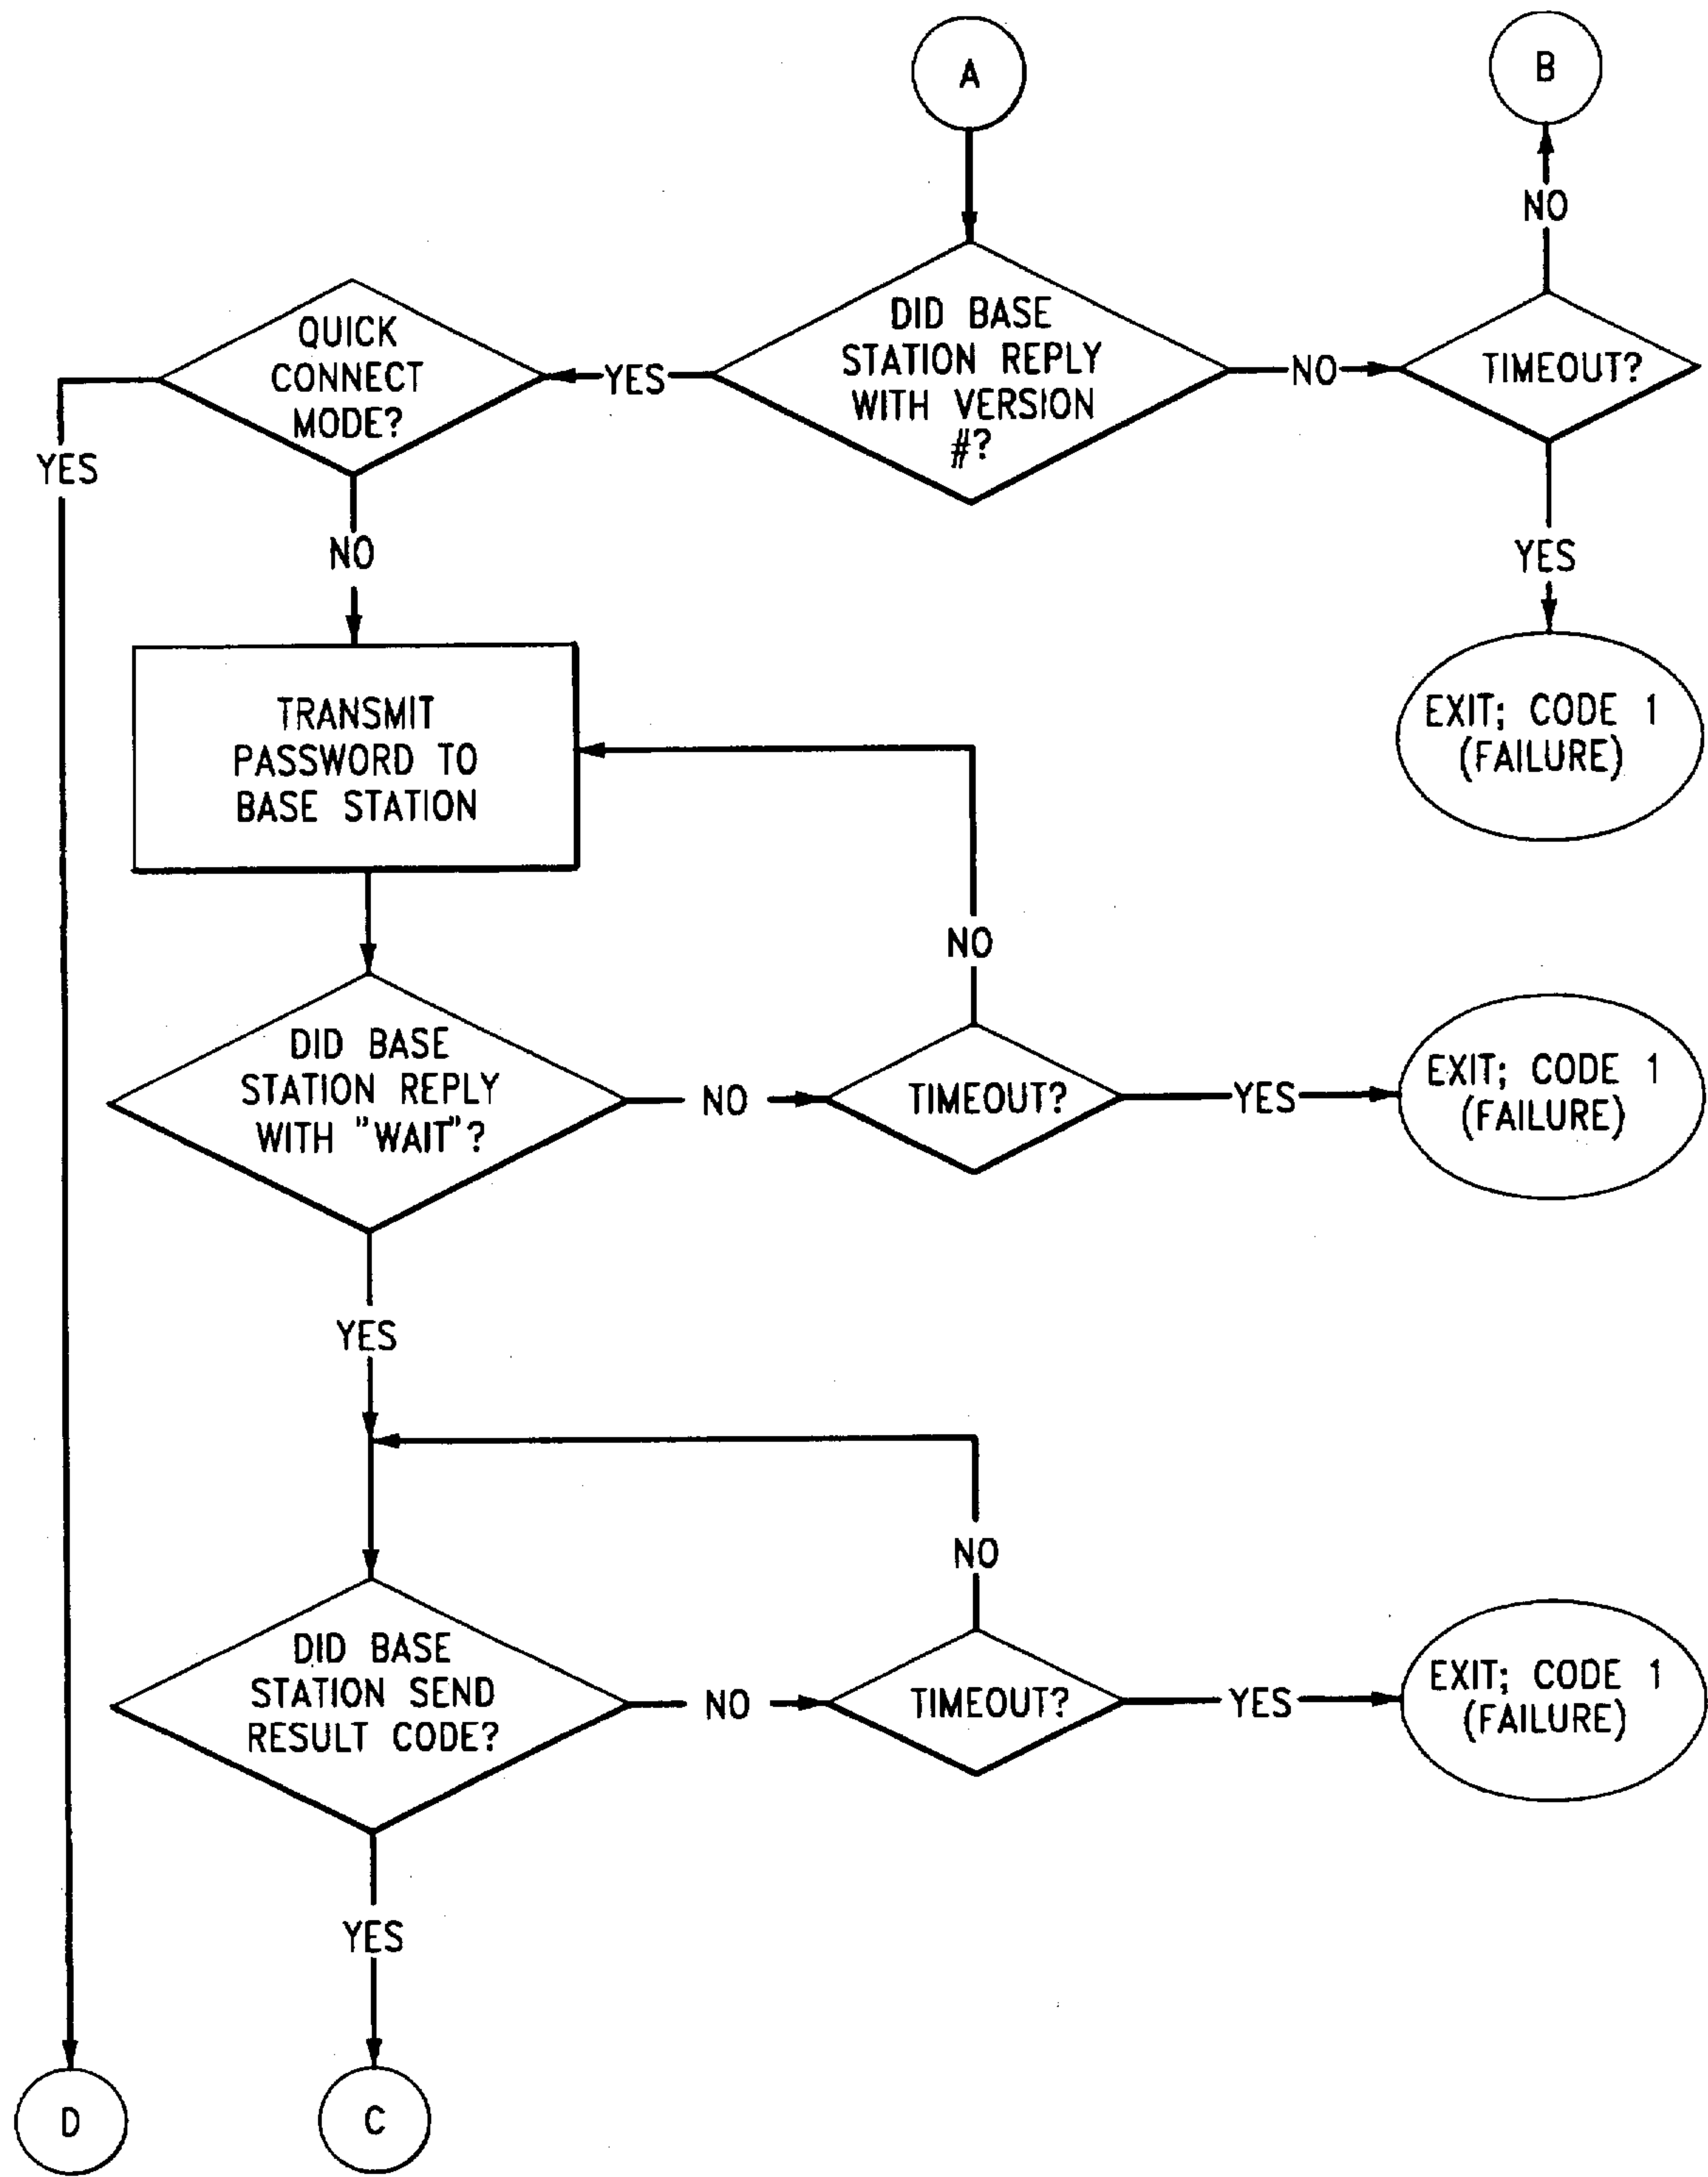 A
B
NO
DID BASE
STATION REPLY
WITH VERSION
#?
QUICK
CONNECT
MODE?
YES
NO
TIMEOUT?
YES
NO
YES
EXIT; CODE 1
(FAILURE)
TRANSMIT
PASSWORD TO
BASE STATION
NO
DID BASE
STATION REPLY
WITH "WAIT"?
NO
TIMEOUT?
YES
EXIT; CODE 1
(FAILURE)
YES
NO
DID BASE
STATION SEND
RESULT CODE?
NO
TIMEOUT?
YES
EXIT; CODE 1
(FAILURE)
YES
D
C